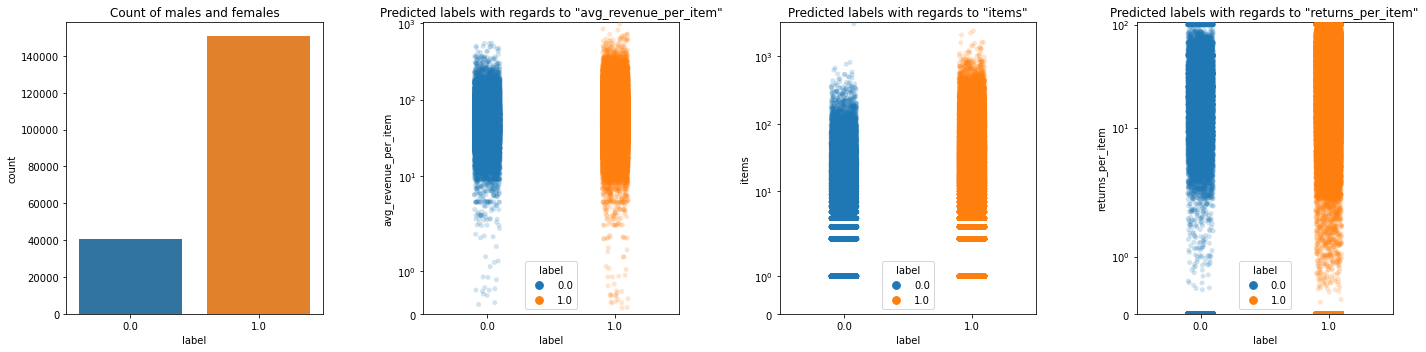 Count of males and females
count
140000
120000
100000
80000
60000
40000
20000
0
0.0
1.0
label
Predicted labels with regards to "avg_revenue_per_item"
avg_revenue_per_item
10³
10²
10¹
10⁰
0
label
0.0
1.0
0.0
1.0
label
Predicted labels with regards to "items"
items
10³
10²
10¹
10⁰
0
label
0.0
1.0
0.0
1.0
label
Predicted labels with regards to "returns_per_item"
returns_per_item
10²
10¹
10⁰
0
label
0.0
1.0
0.0
1.0
label